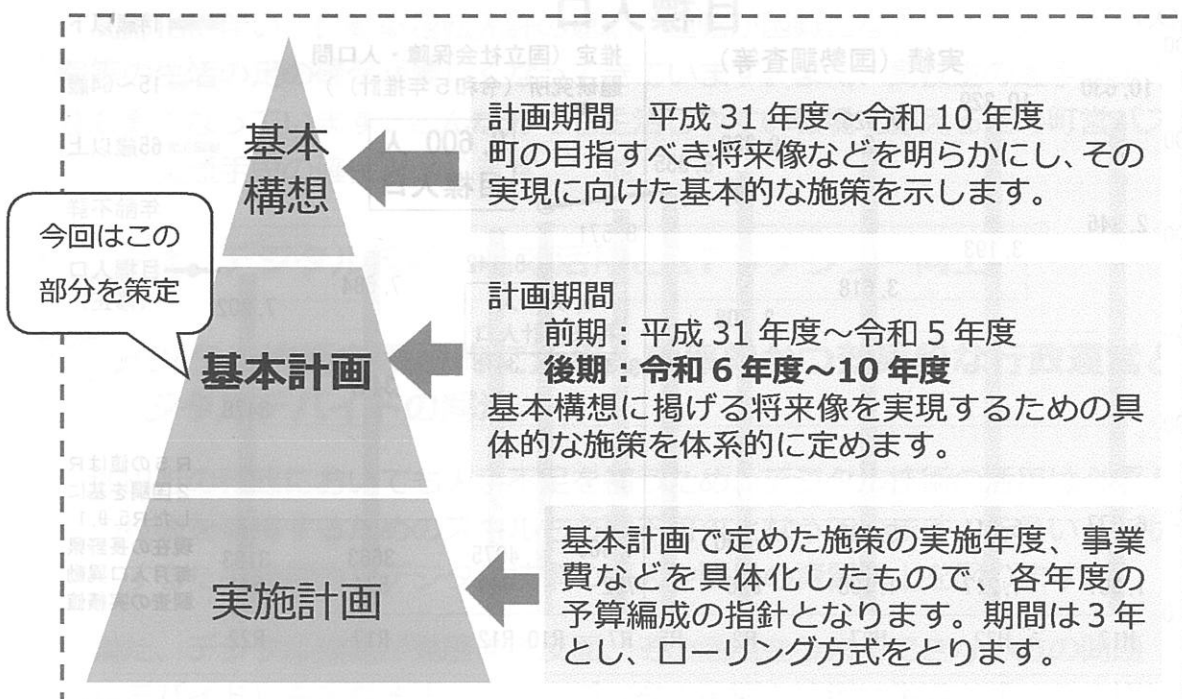 基本
構想
計画期間　平成 31 年度～令和 10 年度
町の目指すべき将来像などを明らかにし、その
実現に向けた基本的な施策を示します。
今回はこの
部分を策定
基本計画
計画期間
前期：平成 31 年度～令和 5 年度
後期：令和 6 年度～10 年度
基本構想に掲げる将来像を実現するための具
体的な施策を体系的に定めます。
実施計画
基本計画で定めた施策の実施年度、事業
費などを具体化したもので、各年度の
予算編成の指針となります。期間は３年
とし、ローリング方式をとります。